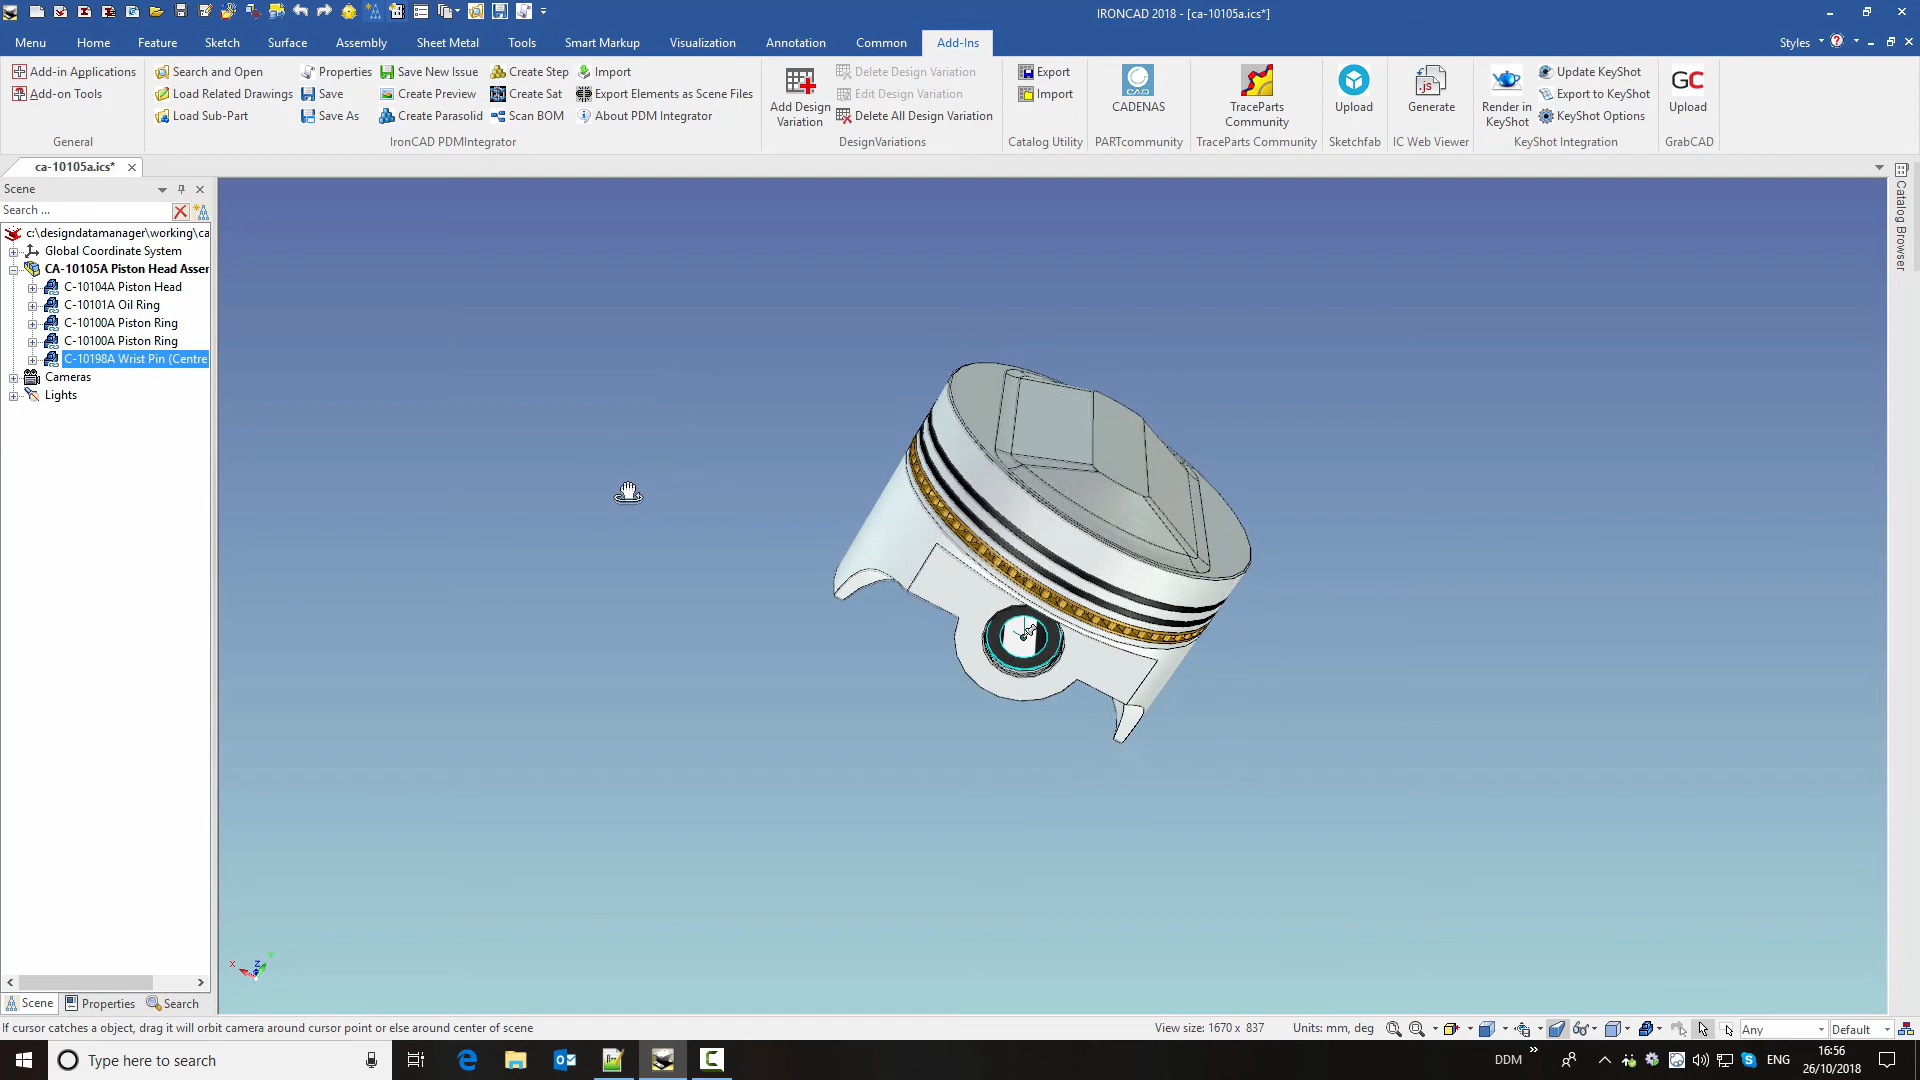 IRONCAD 2018 - [ca-10105a.ics*]
Menu Home Feature Sketch Surface Assembly Sheet Metal Tools Smart Markup Visualization Annotation Common Add-Ins Styles
Add-in Applications Search and Open Properties Save New Issue Create Step Import Delete Design Variation Export Update KeyShot
Add-on Tools Load Related Drawings Save Create Preview Create Sat Export Elements as Scene Files Edit Design Variation Import Export to KeyShot
Load Sub-Part Save As Create Parasolid Scan BOM About PDM Integrator Delete All Design Variation KeyShot Options
Add Design Variation CADENAS TraceParts Community Upload Generate Render in KeyShot GC Upload
General IronCAD PDMIntegrator DesignVariations Catalog Utility PARTcommunity TraceParts Community Sketchfab IC Web Viewer KeyShot Integration GrabCAD
ca-10105a.ics*
Scene
Search ...
c:\designdatamanager\working\ca
Global Coordinate System
CA-10105A Piston Head Asser
C-10104A Piston Head
C-10101A Oil Ring
C-10100A Piston Ring
C-10100A Piston Ring
C-10198A Wrist Pin (Centre
Cameras
Lights
Catalog Browser
X Z
Scene Properties Search
If cursor catches a object, drag it will orbit camera around cursor point or else around center of scene View size: 1670 x 837 Units: mm, deg Any Default
Type here to search DDM ENG 16:56
26/10/2018